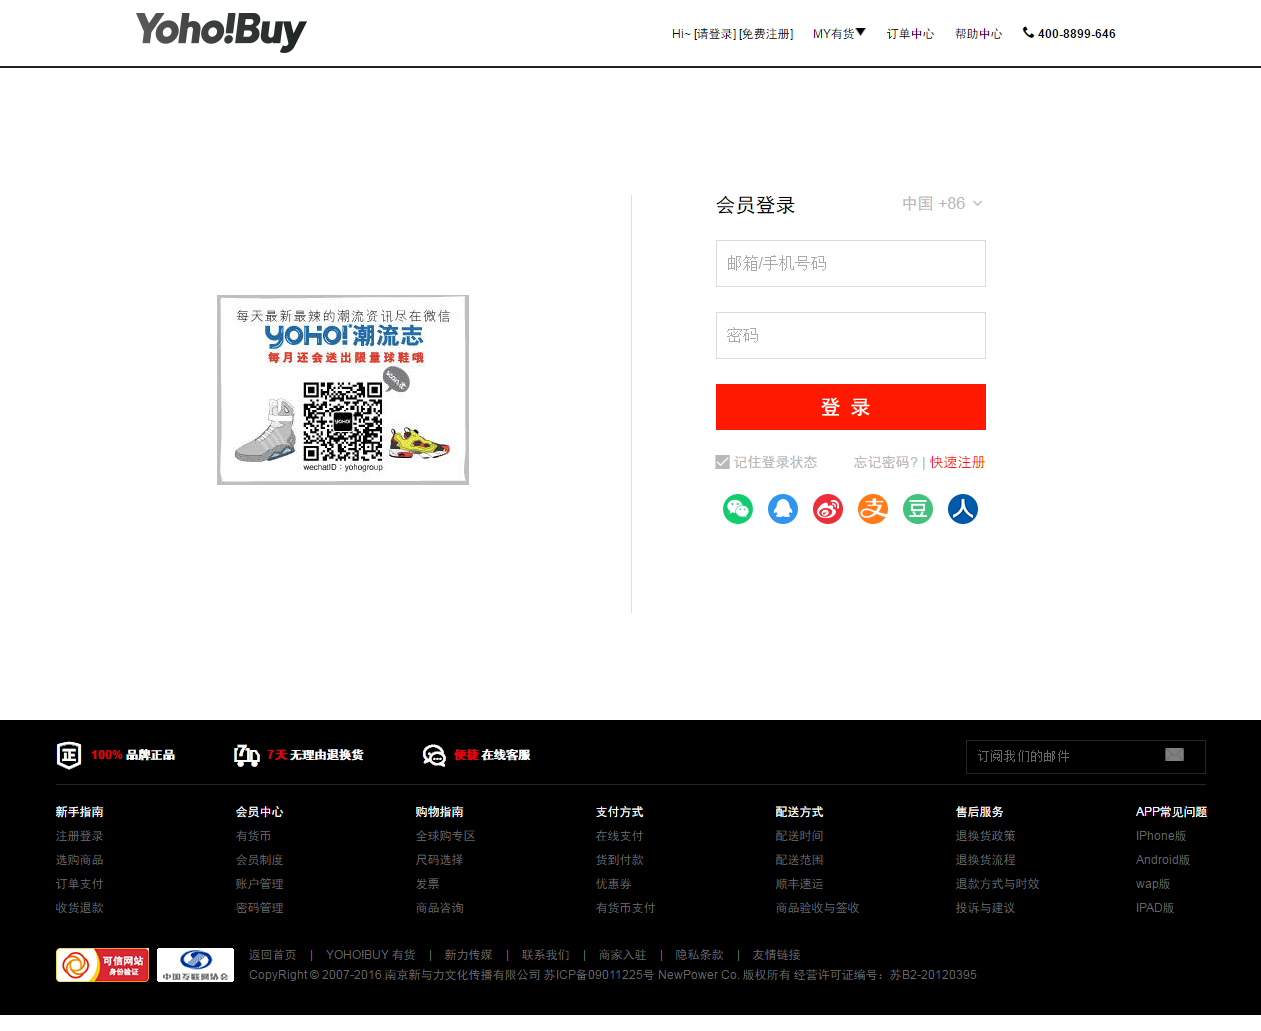 Yoho!Buy
Hi~ [请登录] [免费注册] MY有货 订单中心 帮助中心 400-8899-646
会员登录 中国 +86
邮箱/手机号码
密码
登 录
记住登录状态 忘记密码? | 快速注册
支 豆 人
每天最新最辣的潮流资讯尽在微信
YOHO!潮流志
每月还会送出限量球鞋哦
YOHO!
wechatID：yohogroup
正 100% 品牌正品 7 7天 无理由退换货 便捷 在线客服 订阅我们的邮件
新手指南 会员中心 购物指南 支付方式 配送方式 售后服务 APP常见问题
注册登录 有货币 全球购专区 在线支付 配送时间 退换货政策 IPhone版
选购商品 会员制度 尺码选择 货到付款 配送范围 退换货流程 Android版
订单支付 账户管理 发票 优惠券 顺丰速运 退款方式与时效 wap版
收货退款 密码管理 商品咨询 有货币支付 商品验收与签收 投诉与建议 IPAD版
可信网站
身份验证
中国互联网协会
返回首页 | YOHO!BUY 有货 | 新力传媒 | 联系我们 | 商家入驻 | 隐私条款 | 友情链接
CopyRight © 2007-2016 南京新与力文化传播有限公司 苏ICP备09011225号 NewPower Co. 版权所有 经营许可证编号：苏B2-20120395